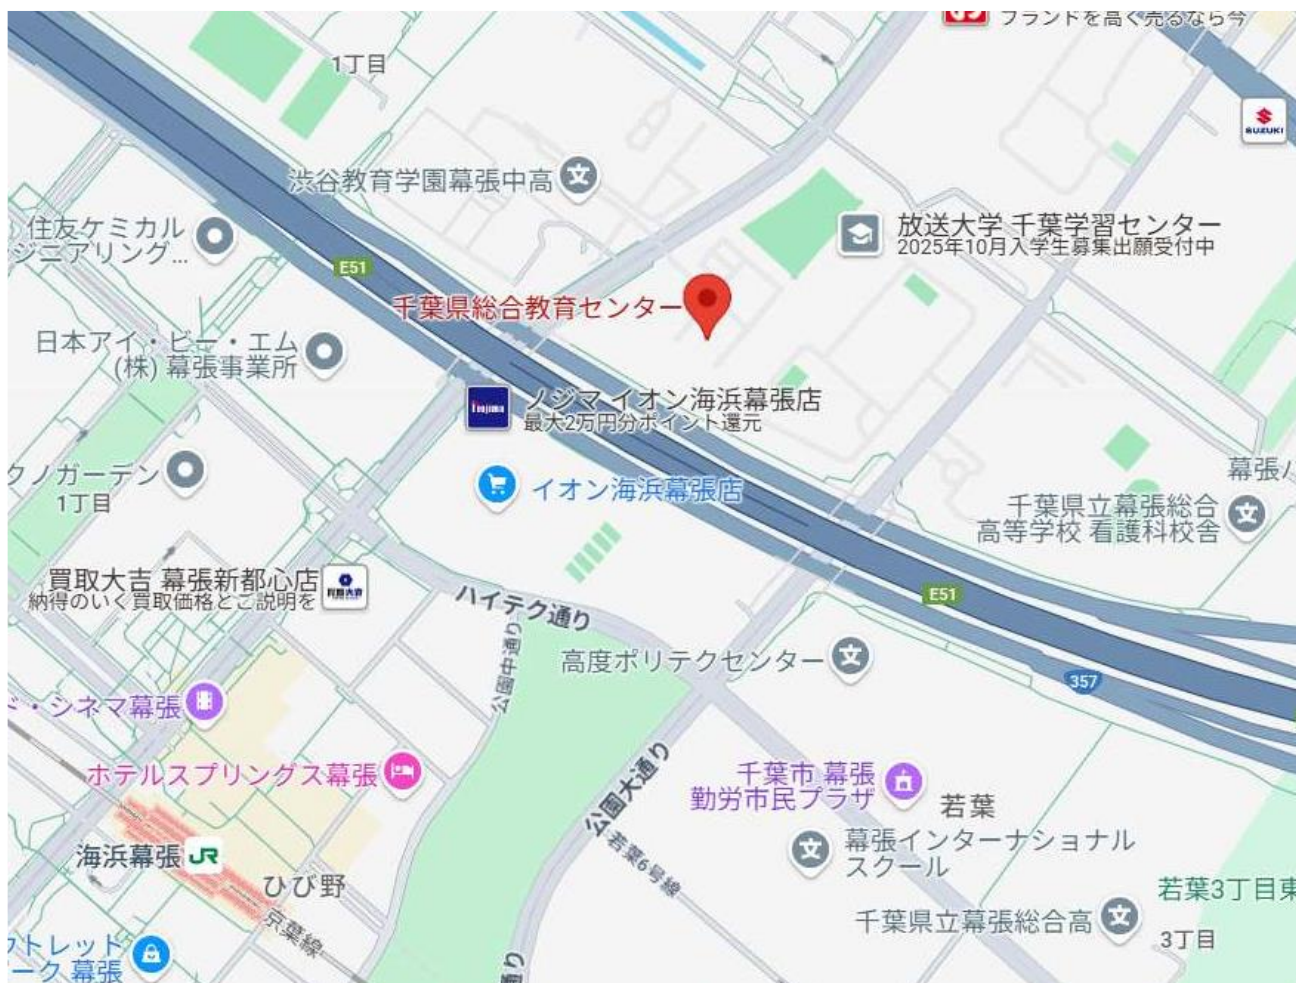 ブランドを高く売るなら今
1丁目
SUZUKI
渋谷教育学園幕張中高
住友ケミカル
ジニアリング...
放送大学 千葉学習センター
2025年10月入学生募集出願受付中
E51
千葉県総合教育センター
日本アイ・ビー・エム
(株) 幕張事業所
nojima
ノジマ イオン海浜幕張店
最大2万円分ポイント還元
クノガーデン
1丁目
イオン海浜幕張店
幕張ハ
千葉県立幕張総合
高等学校 看護科校舎
買取大吉 幕張新都心店
納得のいく買取価格とご説明を
買取大吉
ハイテク通り
E51
公園中通り
高度ポリテクセンター
357
ド・シネマ幕張
ホテルスプリングス幕張
公園大通り
千葉市 幕張
勤労市民プラザ
若葉
若葉6号線
幕張インターナショナル
スクール
海浜幕張 JR
ひび野
京葉線
若葉3丁目東
千葉県立幕張総合高
3丁目
ウトレット
ーク 幕張
通り